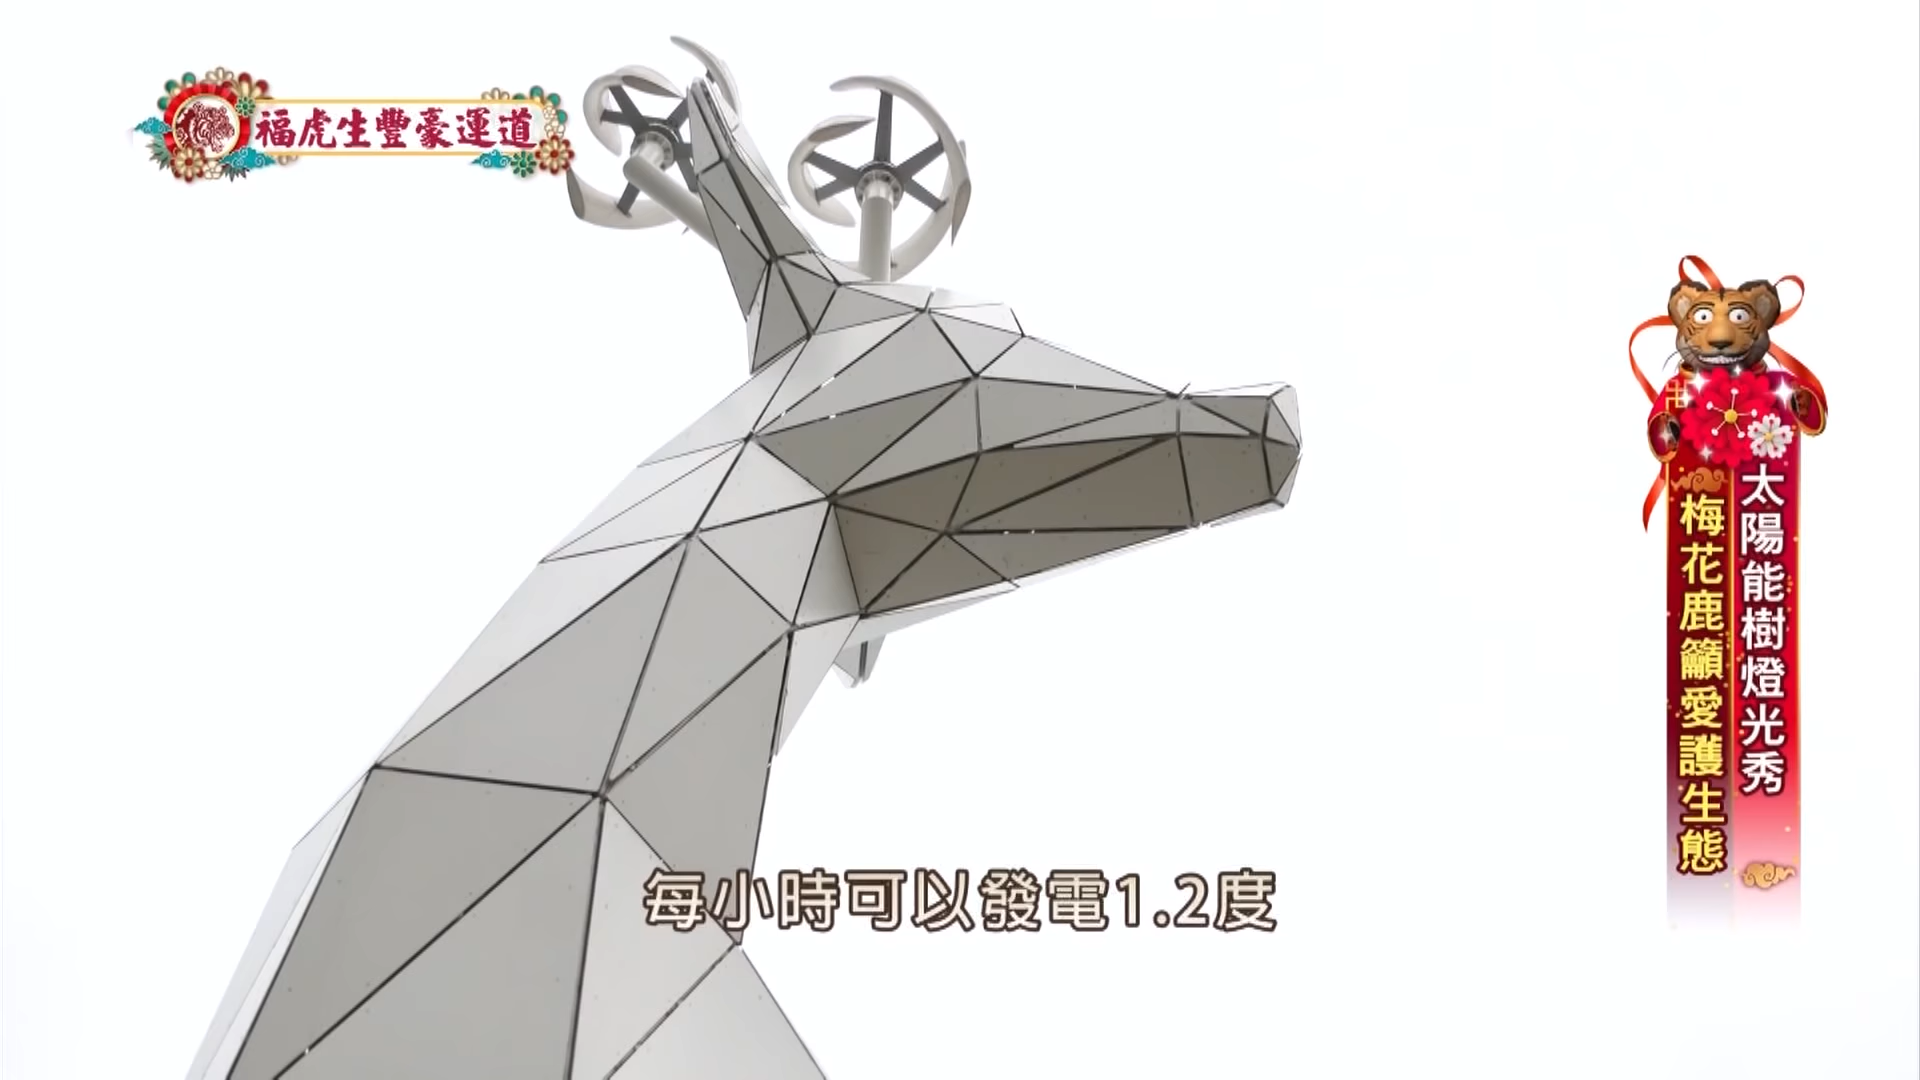 福虎生豐豪運道
太陽能樹燈光秀
梅花鹿籲愛護生態
每小時可以發電1.2度